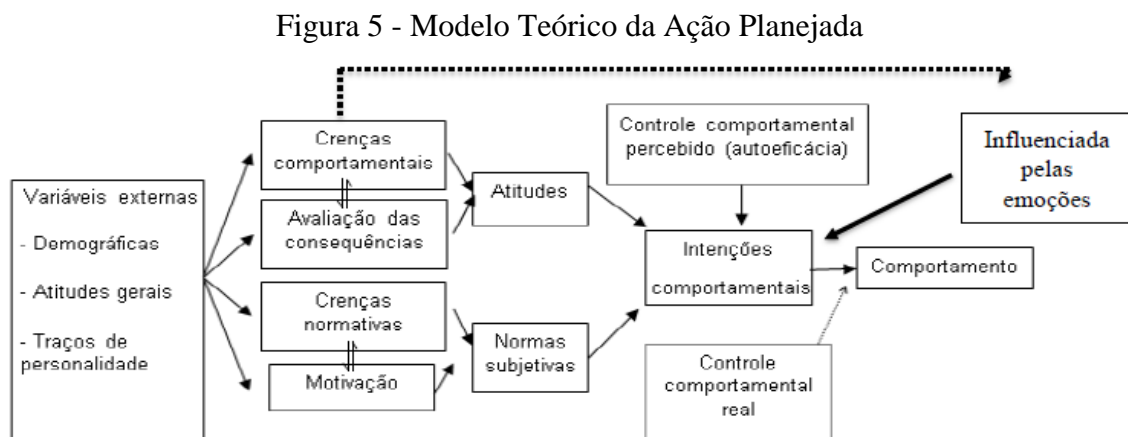 Figura 5 - Modelo Teórico da Ação Planejada
Variáveis externas
- Demográficas
- Atitudes gerais
- Traços de
personalidade
Crenças
comportamentais
Avaliação das
consequências
Crenças
normativas
Motivação
Atitudes
Normas
subjetivas
Controle comportamental
percebido (autoeficácia)
Intenções
comportamentais
Controle
comportamental
real
Influenciada
pelas
emoções
Comportamento